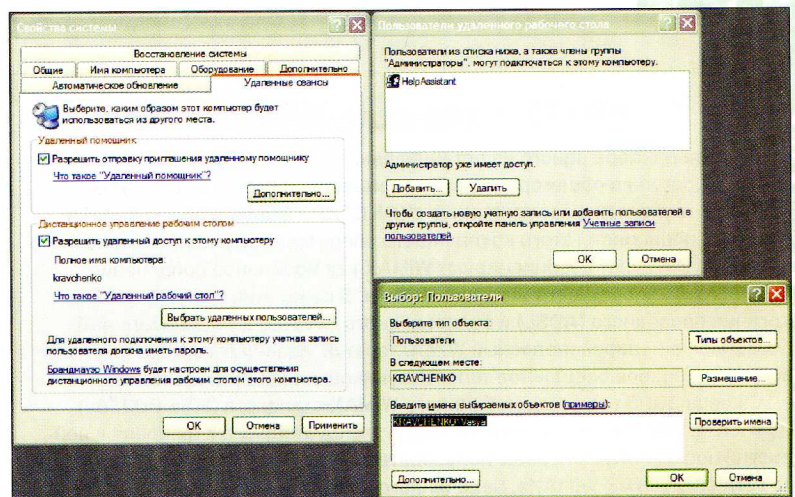 Свойства системы
Восстановление системы
Общие
Имя компьютера
Оборудование
Дополнительно
Автоматическое обновление
Удаленные сеансы
Выберите, каким образом этот компьютер будет
использоваться из другого места.
Удаленный помощник
Разрешить отправку приглашения удаленному помощнику
Что такое "Удаленный помощник"?
Дополнительно...
Дистанционное управление рабочим столом
Разрешить удаленный доступ к этому компьютеру
Полное имя компьютера:
kravchenko
Что такое "Удаленный рабочий стол"?
Выбрать удаленных пользователей...
Для удаленного подключения к этому компьютеру учетная запись
пользователя должна иметь пароль.
Брандмауэр Windows будет настроен для осуществления
дистанционного управления рабочим столом этого компьютера.
OK
Отмена
Применить
Пользователи удаленного рабочего стола
Пользователи из списка ниже, а также члены группы
"Администраторы", могут подключаться к этому компьютеру.
HelpAssistant
Администратор уже имеет доступ.
Добавить...
Удалить
Чтобы создать новую учетную запись или добавить пользователей в
другие группы, откройте панель управления Учетные записи
пользователей.
OK
Отмена
Выбор: Пользователи
Выберите тип объекта:
Пользователи
Типы объектов...
В следующем месте:
KRAVCHENKO
Размещение...
Введите имена выбираемых объектов (примеры):
KRAVCHENKO\Vasya
Проверить имена
Дополнительно...
OK
Отмена